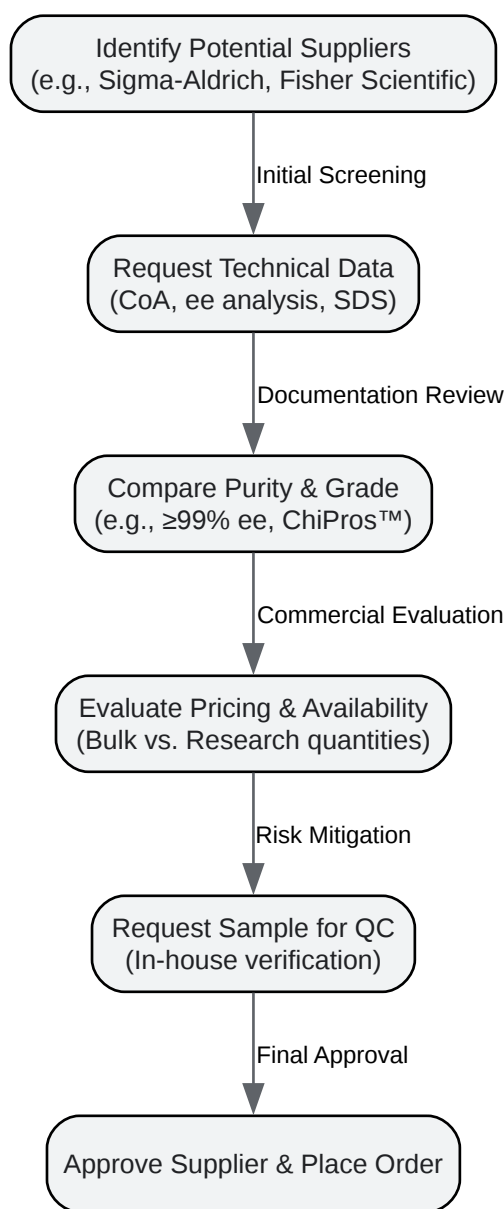 Identify Potential Suppliers
(e.g., Sigma-Aldrich, Fisher Scientific)
Initial Screening
Request Technical Data
(CoA, ee analysis, SDS)
Documentation Review
Compare Purity & Grade
(e.g., ≥99% ee, ChiPros™)
Commercial Evaluation
Evaluate Pricing & Availability
(Bulk vs. Research quantities)
Risk Mitigation
Request Sample for QC
(In-house verification)
Final Approval
Approve Supplier & Place Order